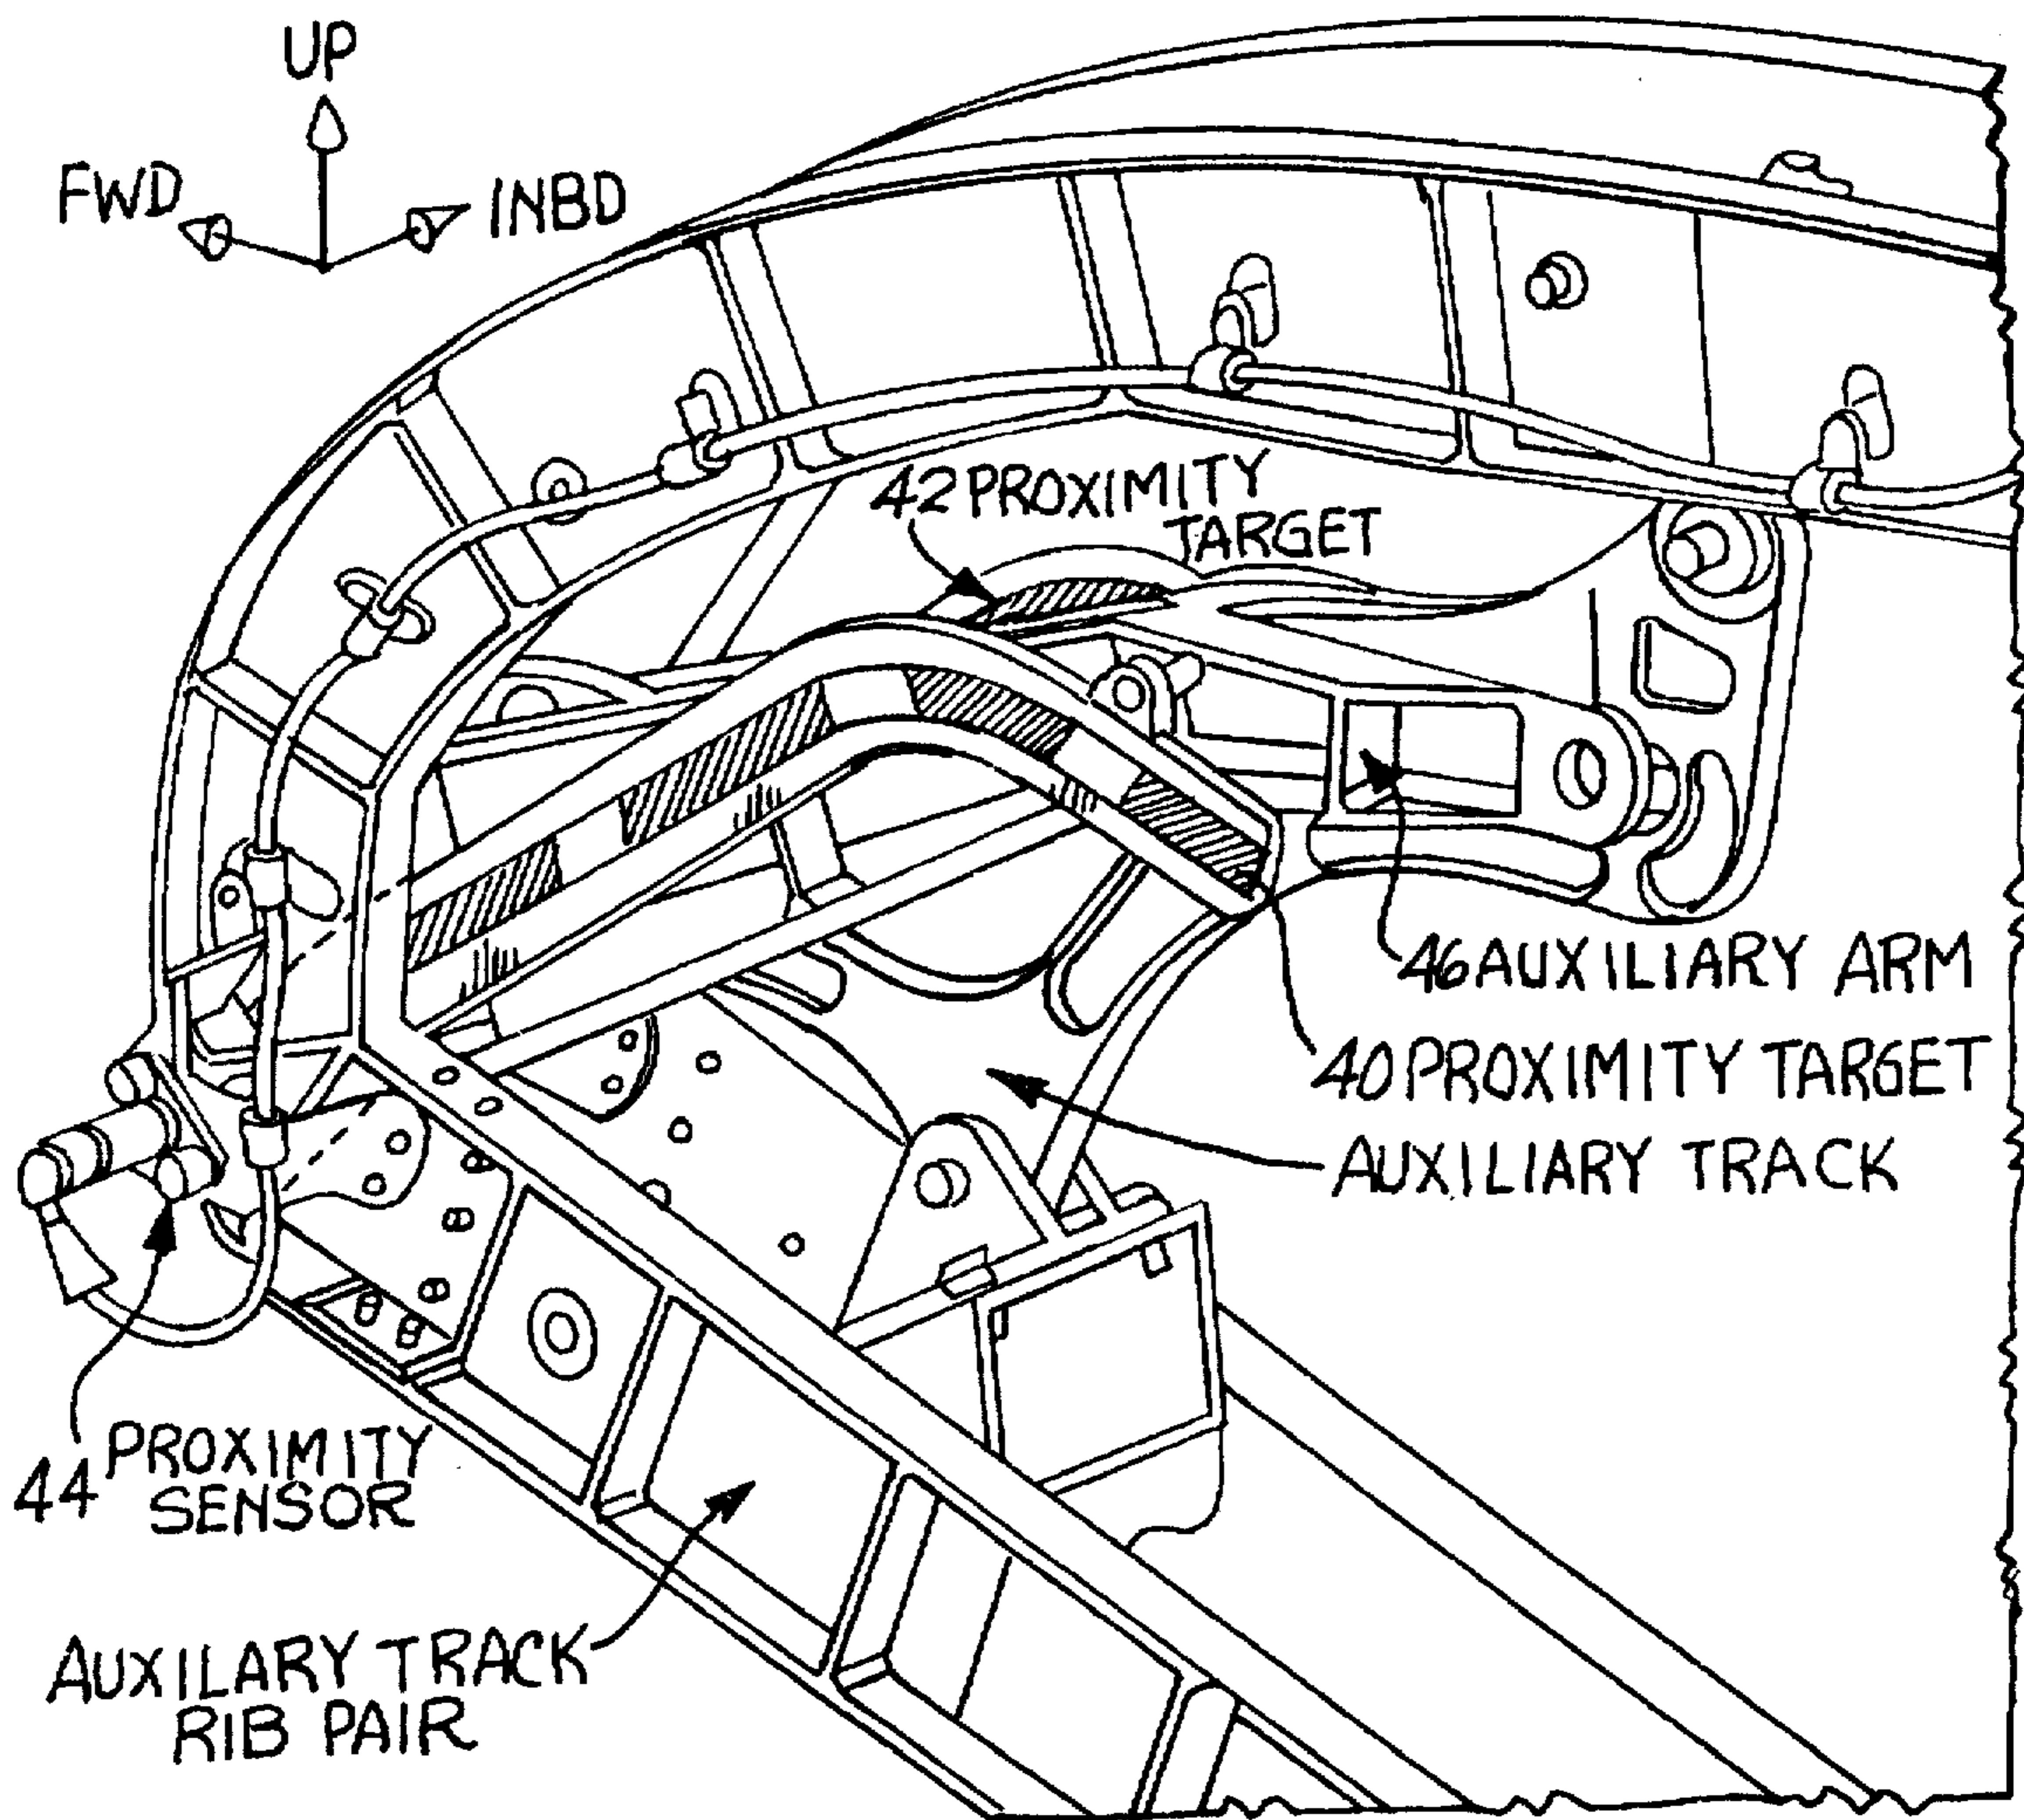 UP
FWD
INBD
42 PROXIMITY
TARGET
46 AUXILIARY ARM
40 PROXIMITY TARGET
AUXILIARY TRACK
44 PROXIMITY
SENSOR
AUXILARY TRACK
RIB PAIR